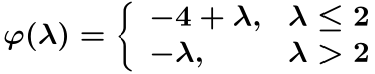 φ(λ) = { −4 + λ, λ ≤ 2
−λ, λ > 2